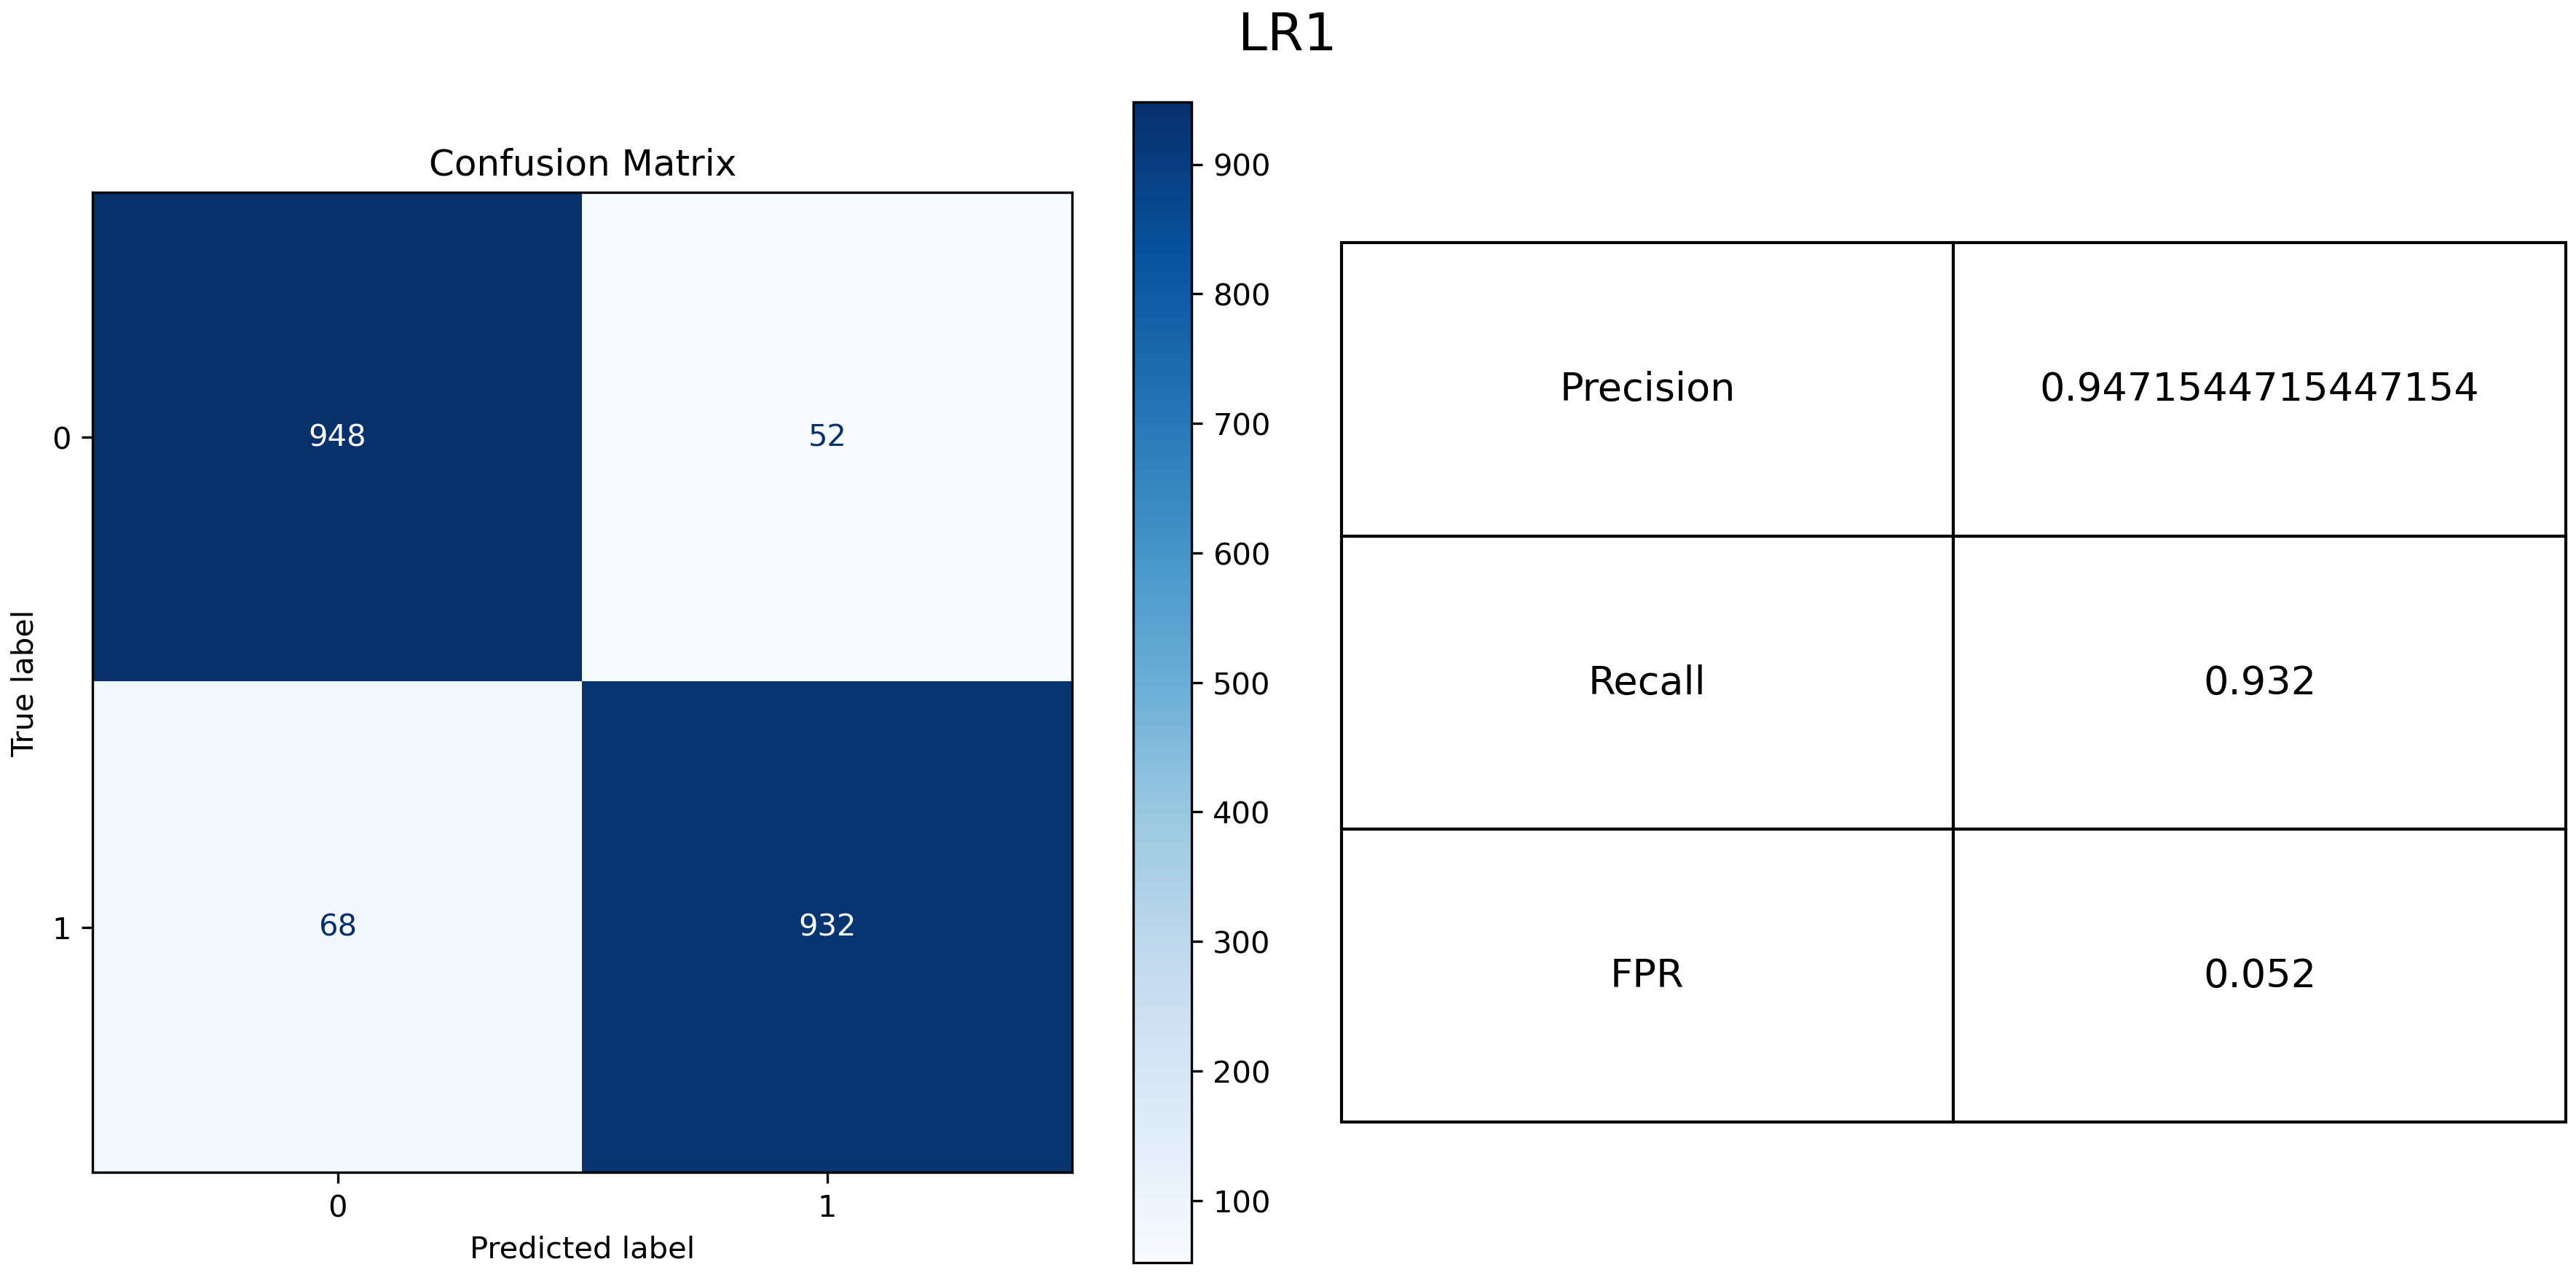 LR1
Confusion Matrix
948 52
68 932
0
1
True label
0 1
Predicted label
900
800
700
600
500
400
300
200
100
Precision 0.9471544715447154
Recall 0.932
FPR 0.052